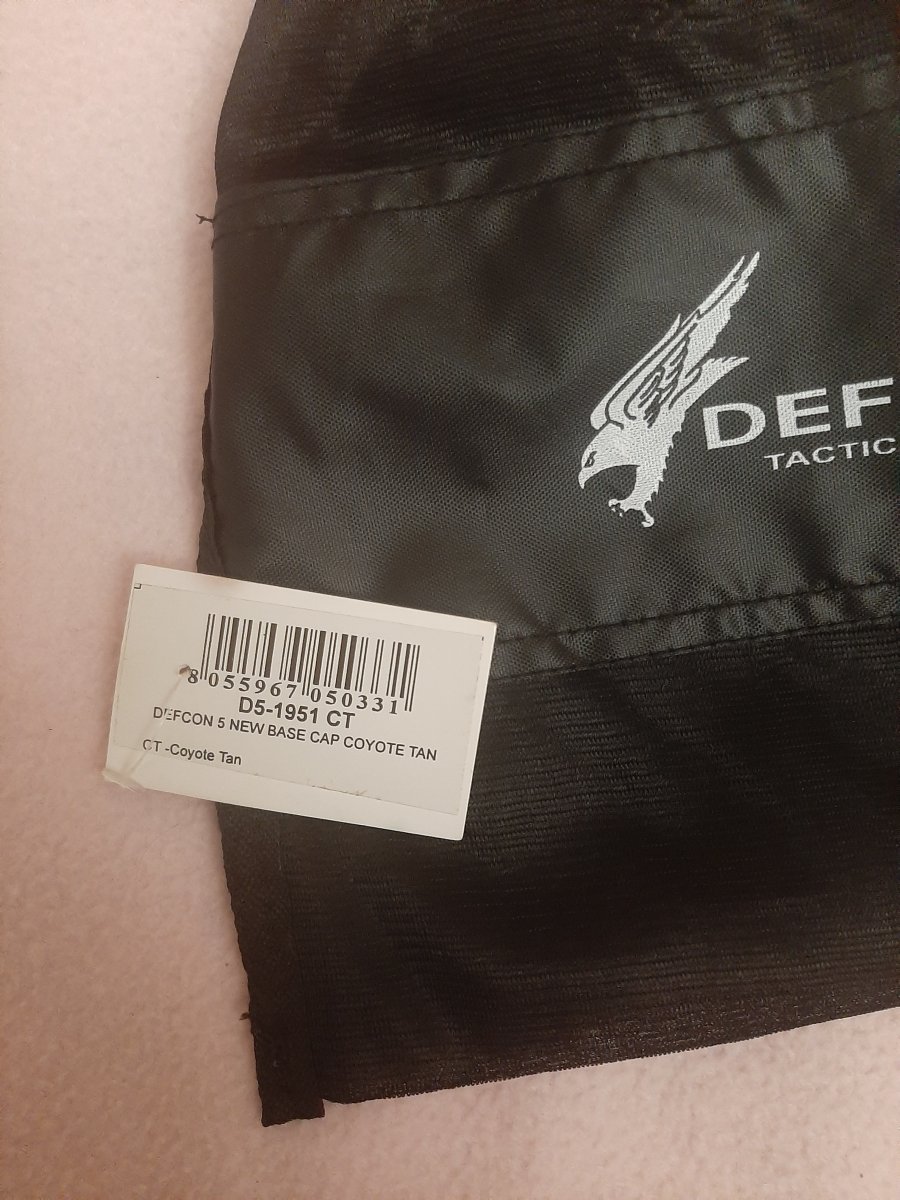 DEF
TACTIC
8 055967 050331
D5-1951 CT
DEFCON 5 NEW BASE CAP COYOTE TAN
CT -Coyote Tan